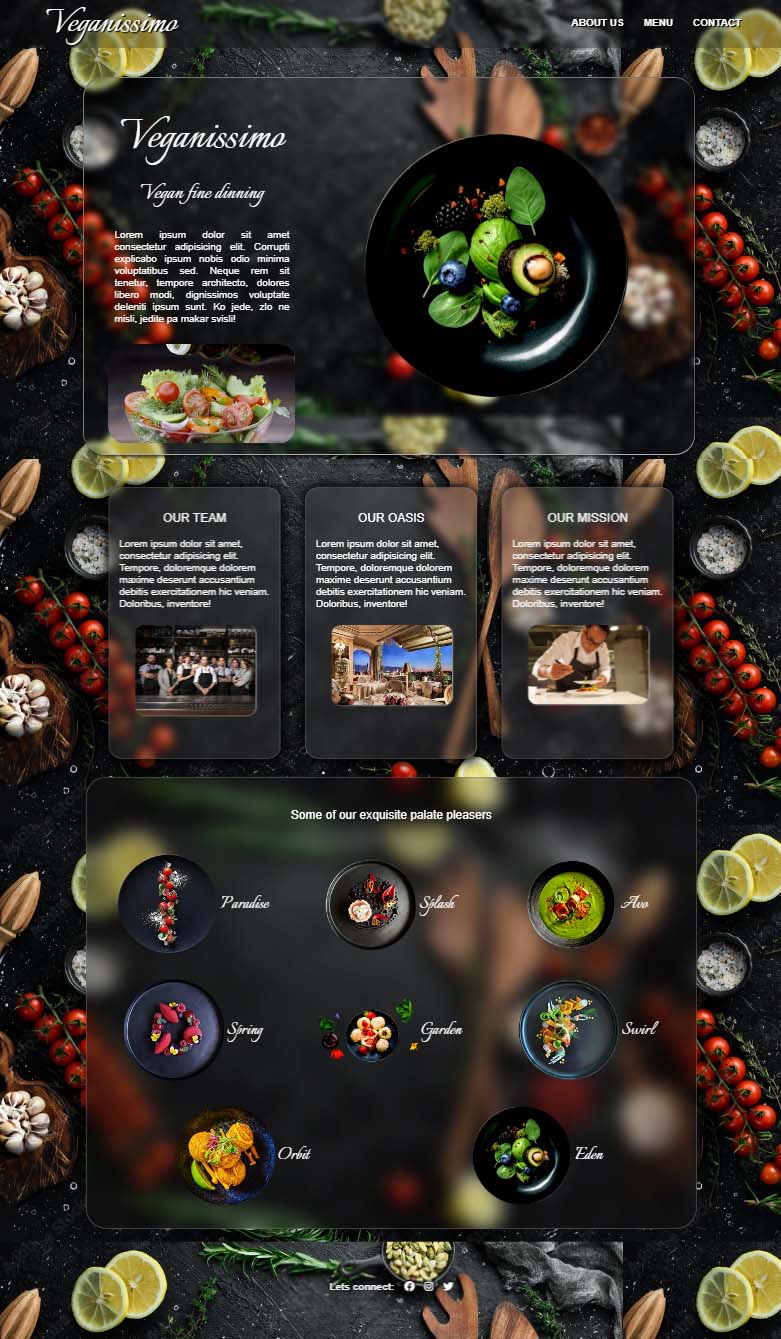 Veganissimo
ABOUT US MENU CONTACT
Veganissimo
Vegan fine dinning
Lorem ipsum dolor sit amet
consectetur adipisicing elit. Corrupti
explicabo ipsum nobis odio minima
voluptatibus sed. Neque rem sit
tenetur, tempore architecto, dolores
libero modi, dignissimos voluptate
deleniti ipsum sunt. Ko jede, zlo ne
misli, jedite pa makar svisli!
OUR TEAM
Lorem ipsum dolor sit amet,
consectetur adipisicing elit.
Tempore, doloremque dolorem
maxime deserunt accusantium
debitis exercitationem hic veniam.
Doloribus, inventore!
OUR OASIS
Lorem ipsum dolor sit amet,
consectetur adipisicing elit.
Tempore, doloremque dolorem
maxime deserunt accusantium
debitis exercitationem hic veniam.
Doloribus, inventore!
OUR MISSION
Lorem ipsum dolor sit amet,
consectetur adipisicing elit.
Tempore, doloremque dolorem
maxime deserunt accusantium
debitis exercitationem hic veniam.
Doloribus, inventore!
Some of our exquisite palate pleasers
Paradise
Splash
Avo
Spring
Garden
Swirl
Orbit
Eden
Lets connect: